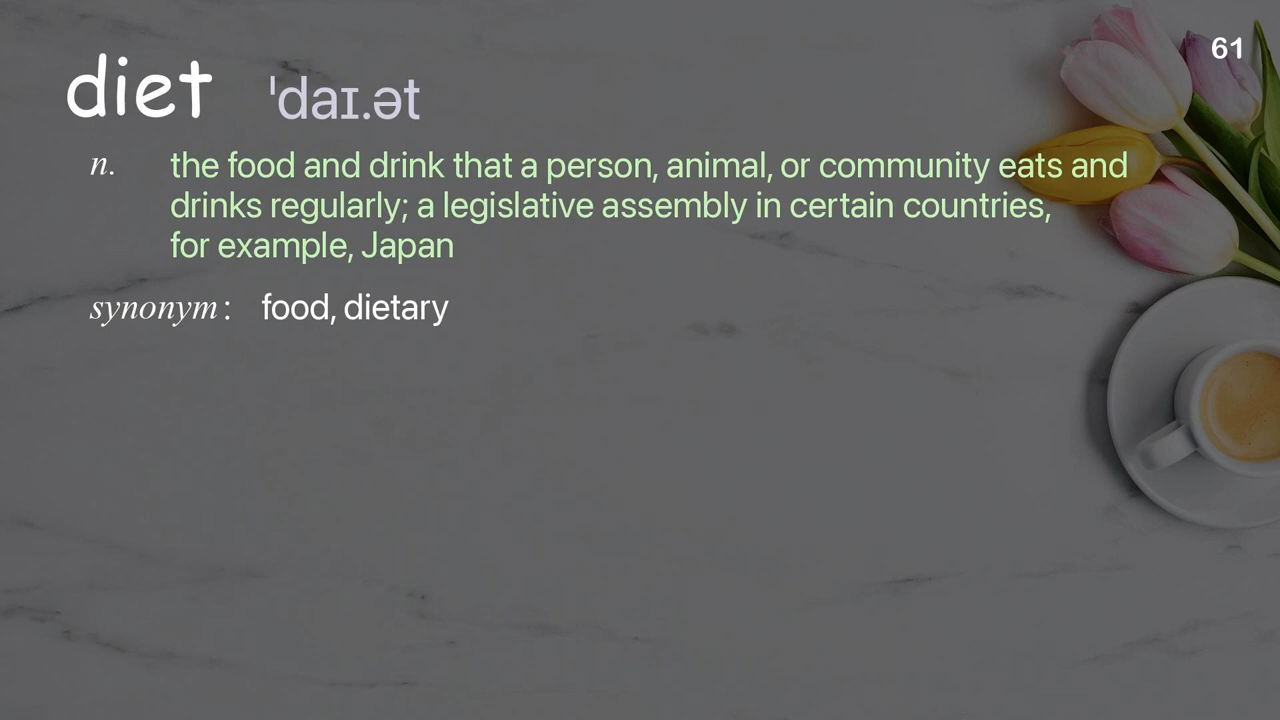 61
diet ˈdaɪ.ət
n. the food and drink that a person, animal, or community eats and
drinks regularly; a legislative assembly in certain countries,
for example, Japan
synonym : food, dietary